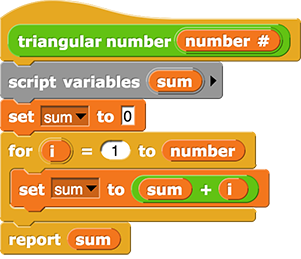 triangular number number #
script variables sum
set sum to 0
for i = 1 to number
set sum to sum + i
report sum